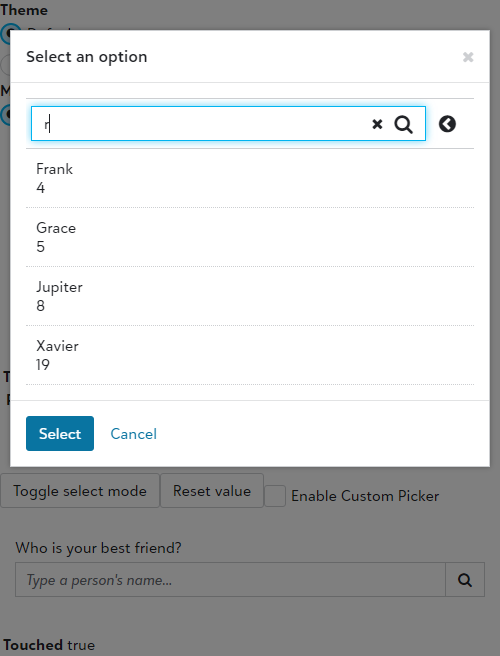 Theme
Select an option
r
Frank
4
Grace
5
Jupiter
8
Xavier
19
Select Cancel
Toggle select mode Reset value Enable Custom Picker
Who is your best friend?
Type a person's name...
Touched true